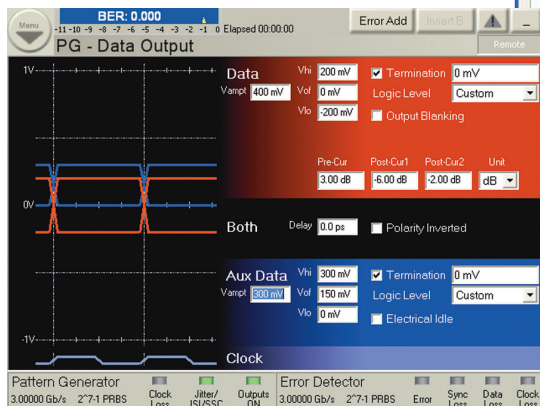 Menu
BER: 0.000
-11 -10 -9 -8 -7 -6 -5 -4 -3 -2 -1 0
Elapsed 00:00:00
Error Add
Insert B
PG - Data Output
Remote
1V
0V
-1V
Data
Vhi 200 mV
Termination 0 mV
Vampt 400 mV
Vof 0 mV
Logic Level Custom
Vlo -200 mV
Output Blanking
Pre-Cur Post-Cur1 Post-Cur2 Unit
3.00 dB -6.00 dB -2.00 dB dB
Both
Delay 0.0 ps
Polarity Inverted
Aux Data
Vhi 300 mV
Termination 0 mV
Vampt 300 mV
Vof 150 mV
Logic Level Custom
Vlo 0 mV
Electrical Idle
Clock
Pattern Generator
3.00000 Gb/s 2^7-1 PRBS
Clock Loss
Jitter/ ISI/SSC
Outputs ON
Error Detector
3.00000 Gb/s 2^7-1 PRBS
Error
Sync Loss
Data Loss
Clock Loss